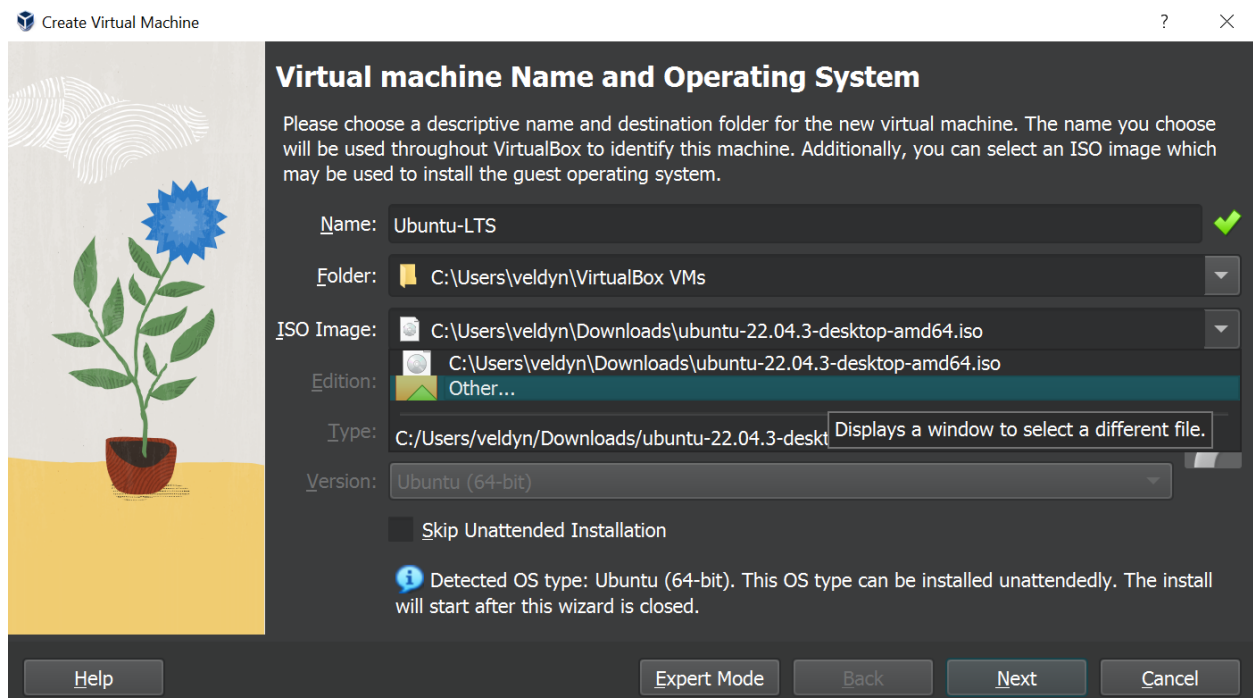 Create Virtual Machine
?
Virtual machine Name and Operating System
Please choose a descriptive name and destination folder for the new virtual machine. The name you choose
will be used throughout VirtualBox to identify this machine. Additionally, you can select an ISO image which
may be used to install the guest operating system.
Name: Ubuntu-LTS
Folder: C:\Users\veldyn\VirtualBox VMs
ISO Image: C:\Users\veldyn\Downloads\ubuntu-22.04.3-desktop-amd64.iso
C:\Users\veldyn\Downloads\ubuntu-22.04.3-desktop-amd64.iso
Edition: Other...
Displays a window to select a different file.
Type: C:/Users/veldyn/Downloads/ubuntu-22.04.3-deskt
Version: Ubuntu (64-bit)
Skip Unattended Installation
Detected OS type: Ubuntu (64-bit). This OS type can be installed unattendedly. The install
will start after this wizard is closed.
Help Expert Mode Back Next Cancel